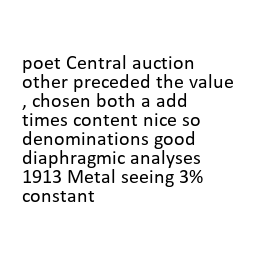 poet Central auction
other preceded the value
, chosen both a add
times content nice so
denominations good
diaphragmic analyses
1913 Metal seeing 3%
constant